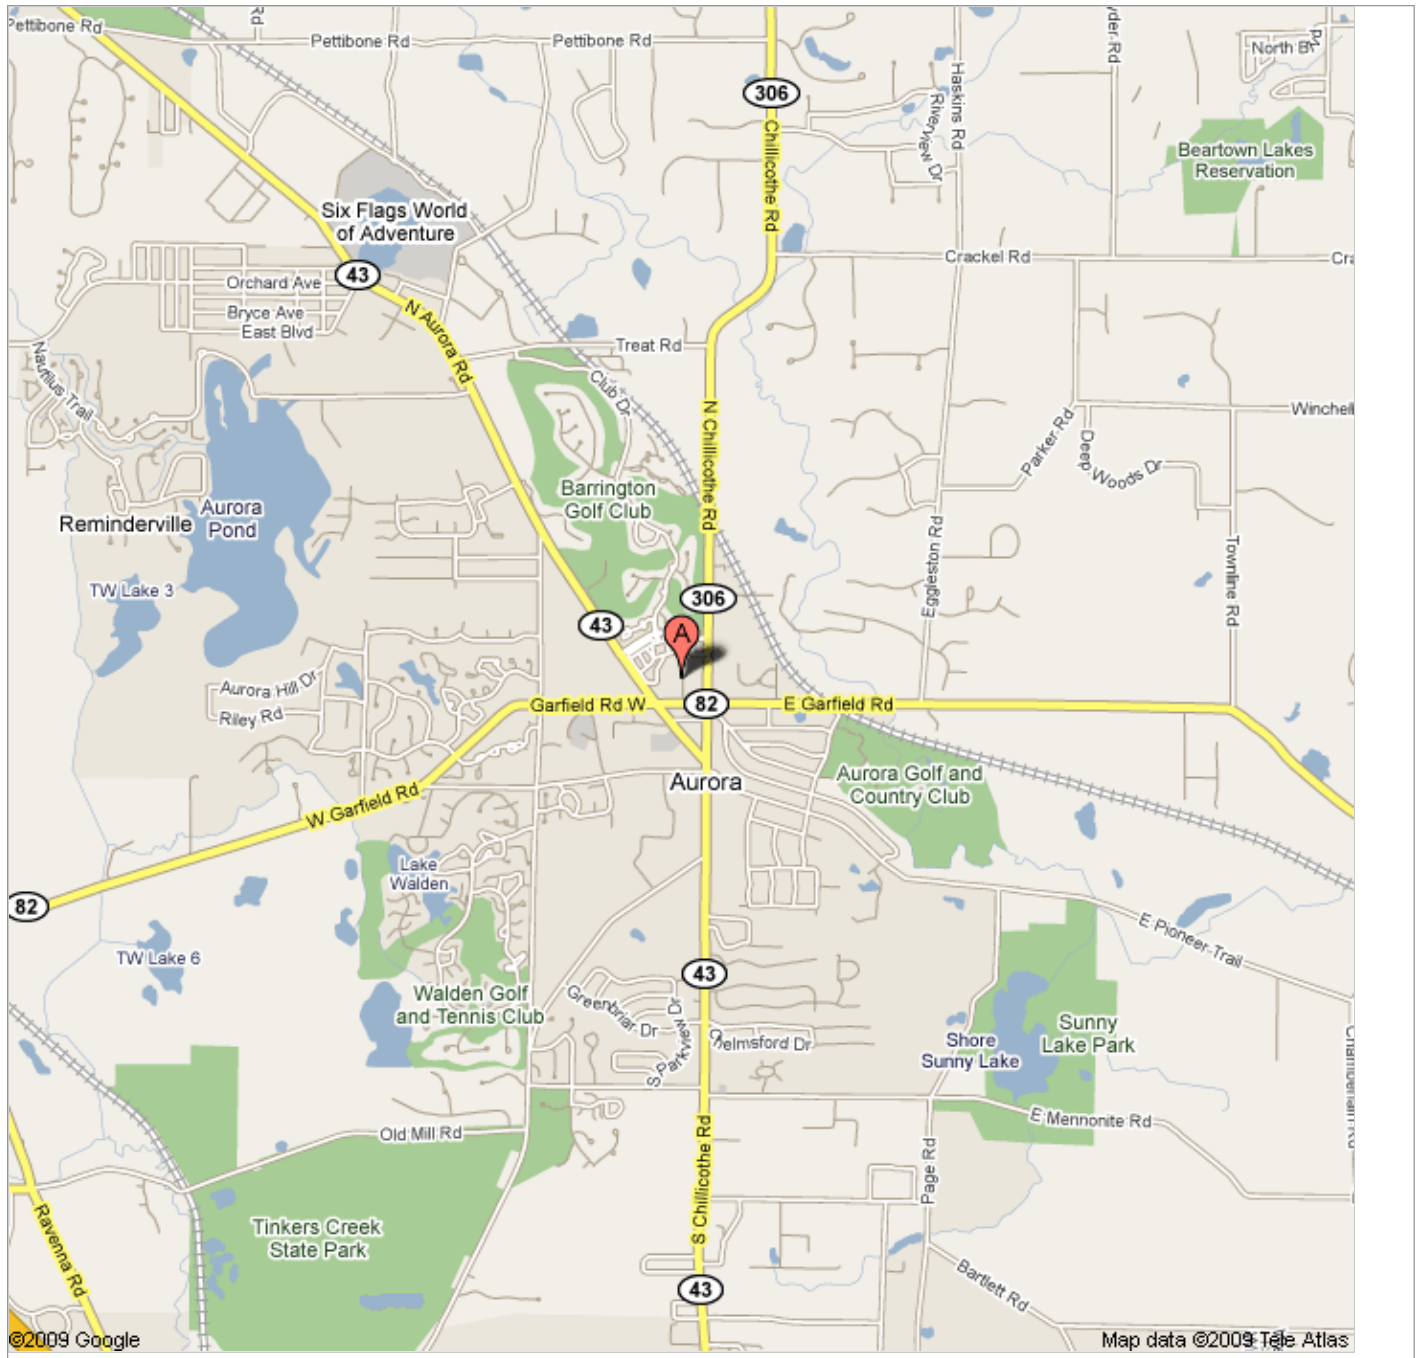 Pettibone Rd
Rd
Pettibone Rd
Pettibone Rd
306
Chillicothe Rd
Haskins Rd
Riverview Dr
North Br
Rd
Beartown Lakes
Reservation
Six Flags World
of Adventure
43
Orchard Ave
Bryce Ave
East Blvd
N Aurora Rd
Crackel Rd
Cra
Treat Rd
Nautilus Trail
Club Dr
N Chillicothe Rd
Parker Rd
Deep Woods Dr
Winchell
Barrington
Golf Club
Reminderville
Aurora
Pond
TW Lake 3
Eggleston Rd
Townline Rd
306
43
A
Aurora Hill Dr
Riley Rd
Garfield Rd W
82
E Garfield Rd
Aurora
Aurora Golf and
Country Club
W Garfield Rd
Lake
Walden
82
TW Lake 6
E Pioneer Trail
43
Walden Golf
and Tennis Club
Greenbriar Dr
S Parkview Dr
Chelmsford Dr
Shore
Sunny Lake
Sunny
Lake Park
Chamberlain Rd
Old Mill Rd
E Mennonite Rd
Page Rd
S Chillicothe Rd
Tinkers Creek
State Park
Ravenna Rd
Bartlett Rd
43
©2009 Google
Map data ©2009 Tele Atlas